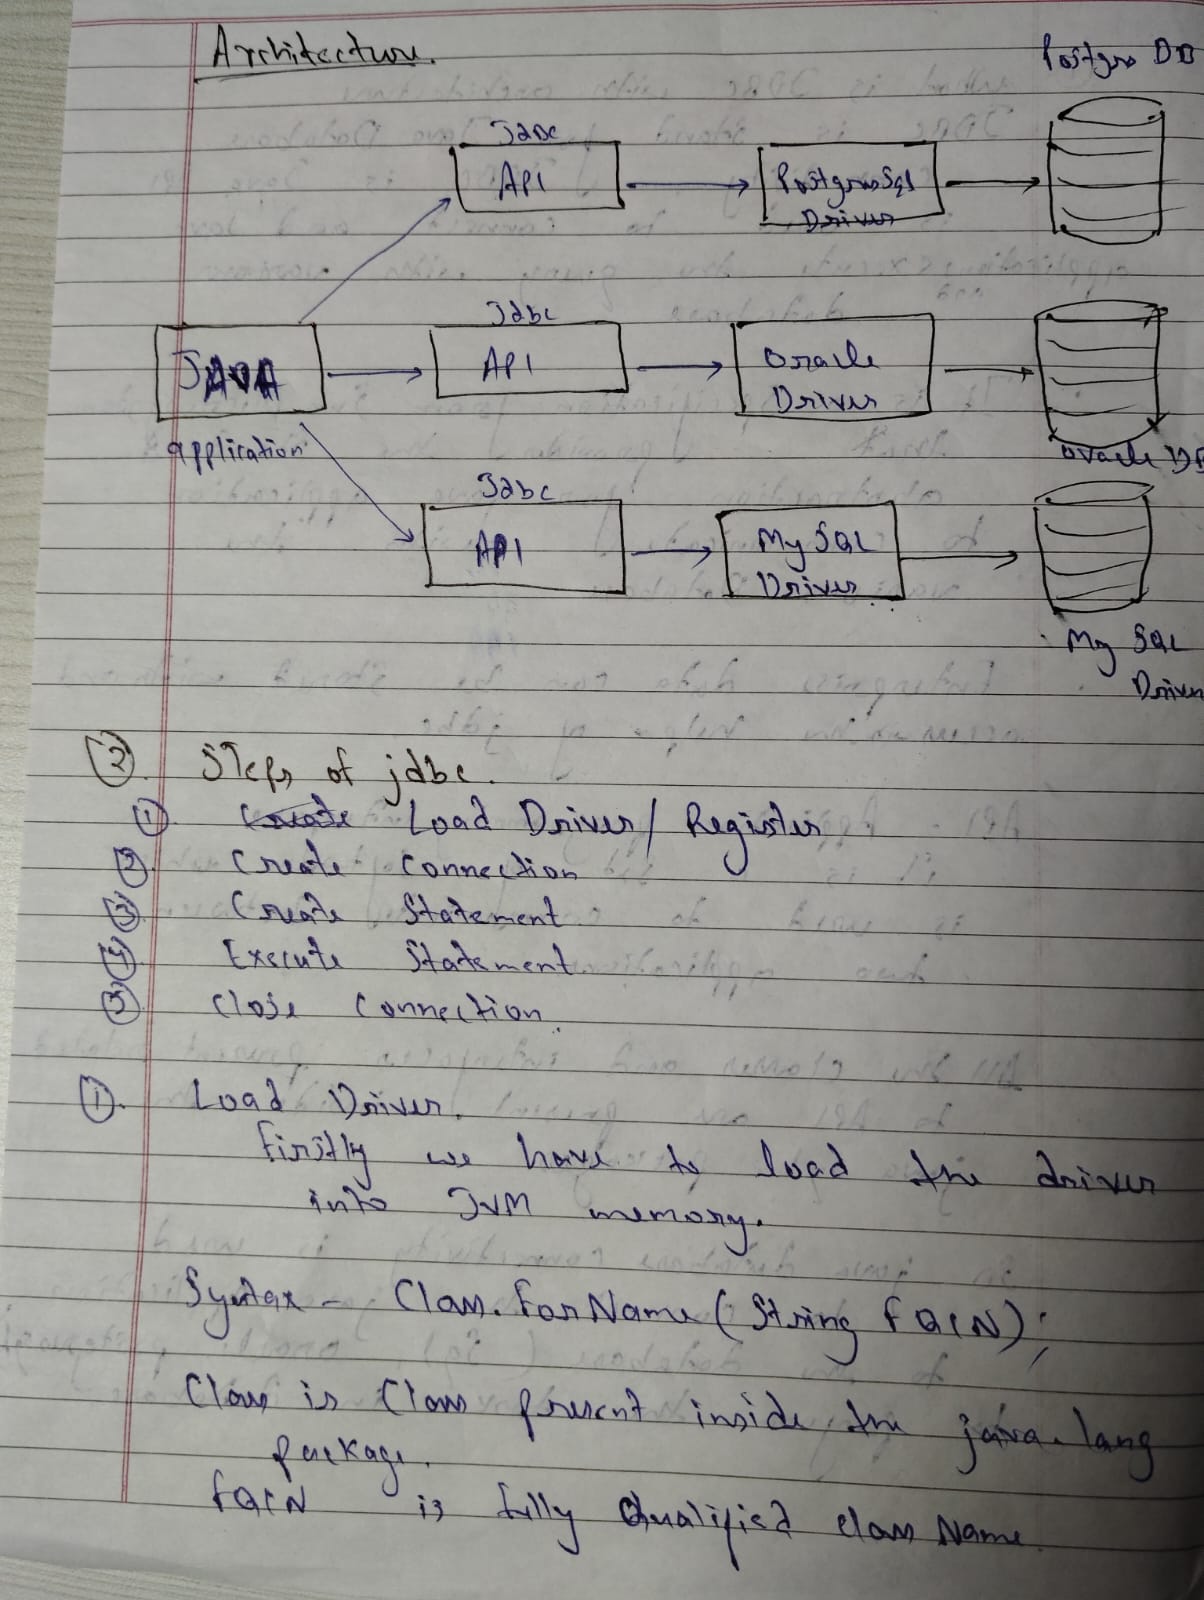 Architecture.
Postgre DB
Jdbc
API
PostgresSql
Driver
Jdbc
JAVA
API
Oracle
Driver
application
Oracle DB
Jdbc
API
My SQL
Driver
My SQL
Driver
② Steps of jdbc.
① Create Load Driver / Register
② Create Connection
③ Create Statement
④ Execute Statement
⑤ Close Connection.
① Load Driver.
Firstly we have to load the driver
into JVM memory.
Syntax - Class.forName(String FQCN);
Class is Class present inside the java.lang
package.
FQCN is fully Qualified class Name